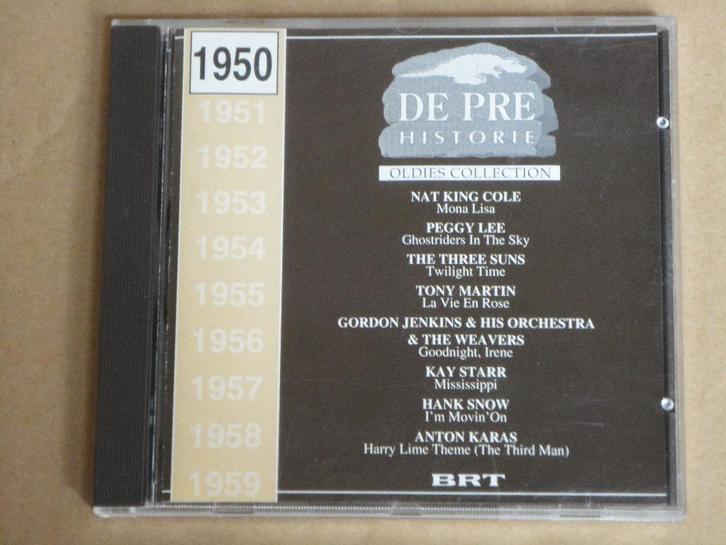 1950
1951
1952
1953
1954
1955
1956
1957
1958
1959
DE PRE
HISTORIE
OLDIES COLLECTION
NAT KING COLE
Mona Lisa
PEGGY LEE
Ghostriders In The Sky
THE THREE SUNS
Twilight Time
TONY MARTIN
La Vie En Rose
GORDON JENKINS & HIS ORCHESTRA
& THE WEAVERS
Goodnight, Irene
KAY STARR
Mississippi
HANK SNOW
I'm Movin'On
ANTON KARAS
Harry Lime Theme (The Third Man)
BRT